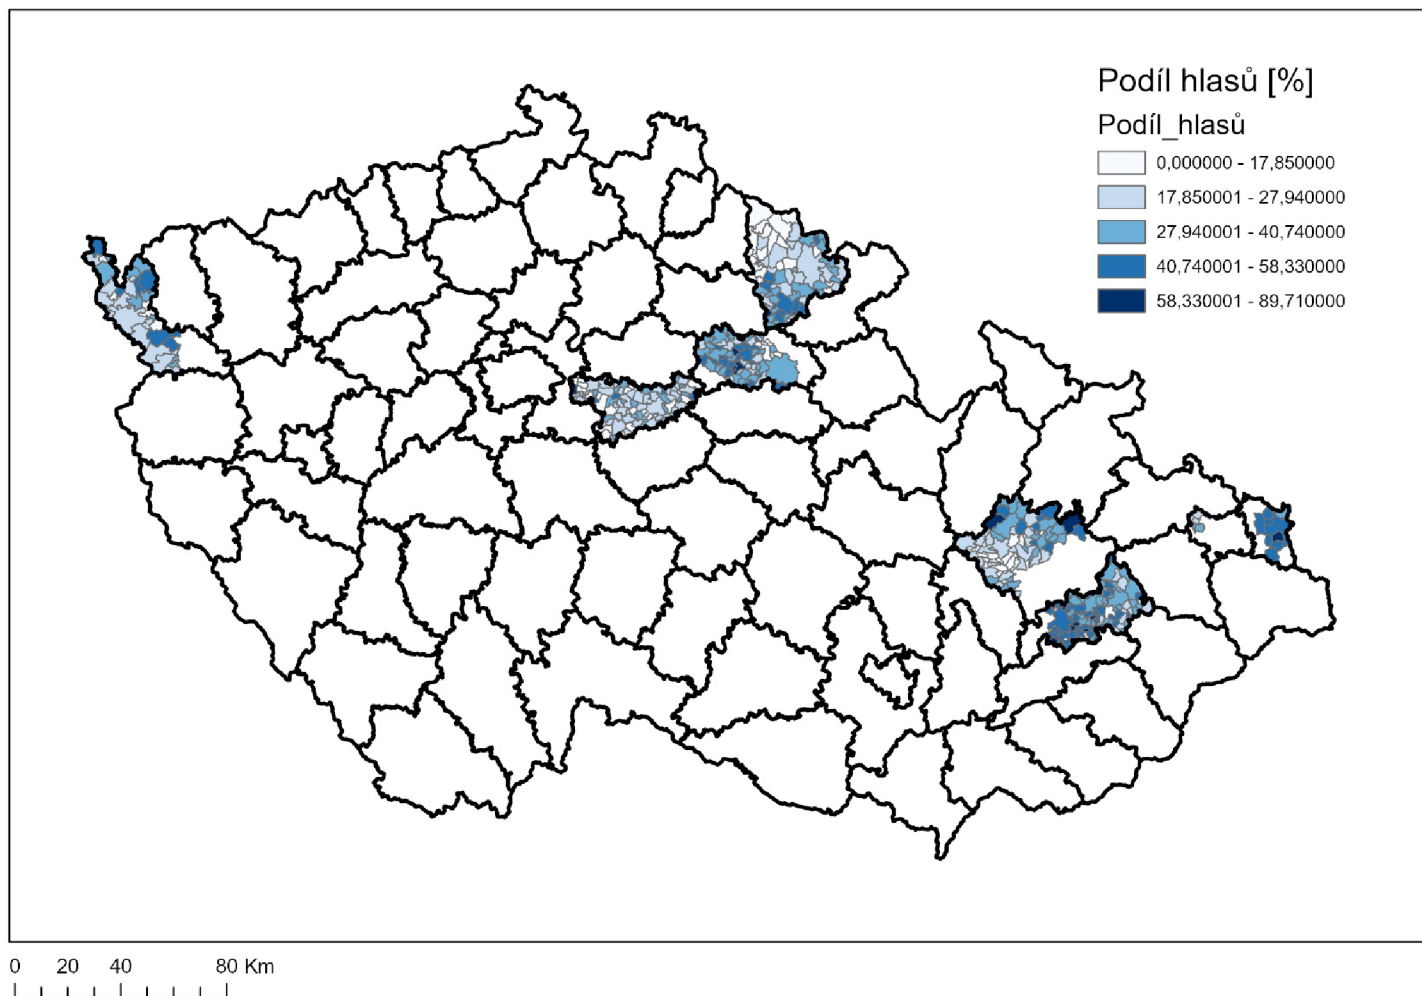 Podíl hlasů [%]
Podíl_hlasů
0,000000 - 17,850000
17,850001 - 27,940000
27,940001 - 40,740000
40,740001 - 58,330000
58,330001 - 89,710000
0 20 40 80 Km